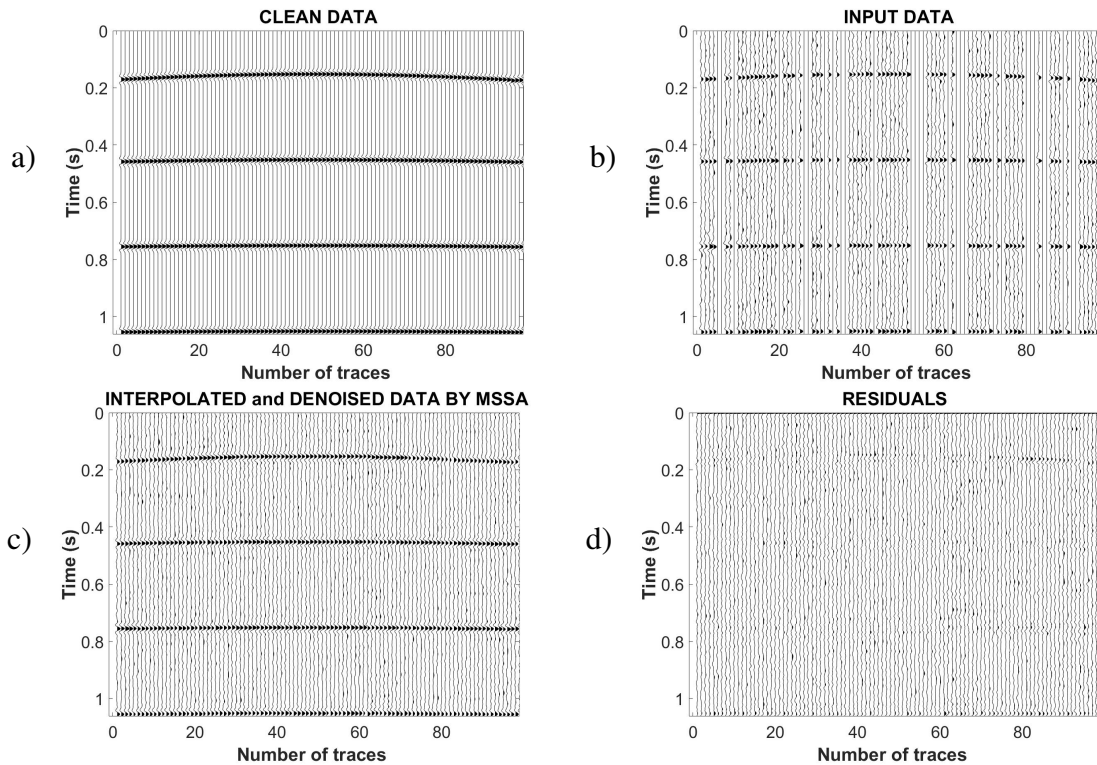 CLEAN DATA
0
0.2
0.4
0.6
0.8
1
Time (s)
a)
0 20 40 60 80
Number of traces
INPUT DATA
0
0.2
0.4
0.6
0.8
1
Time (s)
b)
0 20 40 60 80
Number of traces
INTERPOLATED and DENOISED DATA BY MSSA
0
0.2
0.4
0.6
0.8
1
Time (s)
c)
0 20 40 60 80
Number of traces
RESIDUALS
0
0.2
0.4
0.6
0.8
1
Time (s)
d)
0 20 40 60 80
Number of traces